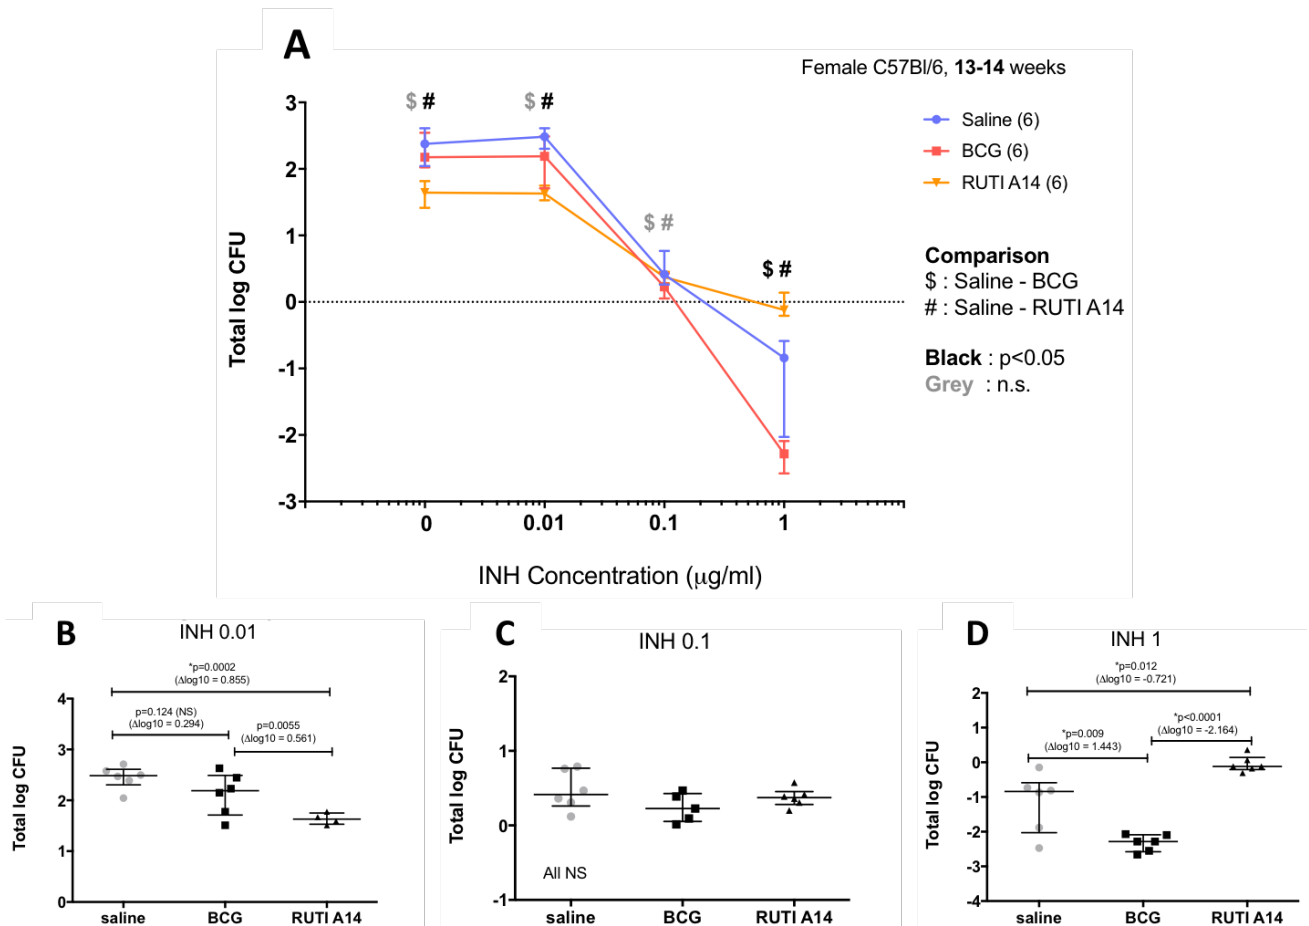 A
Female C57Bl/6, 13-14 weeks
$ #
$ #
$ #
$ #
Saline (6)
BCG (6)
RUTI A14 (6)
Comparison
$ : Saline - BCG
# : Saline - RUTI A14
Black : p<0.05
Grey : n.s.
Total log CFU
3
2
1
0
-1
-2
-3
0
0.01
0.1
1
INH Concentration (μg/ml)
B
INH 0.01
*p=0.0002
(Δlog10 = 0.855)
p=0.124 (NS)
(Δlog10 = 0.294)
p=0.0055
(Δlog10 = 0.561)
Total log CFU
4
3
2
1
0
saline
BCG
RUTI A14
C
INH 0.1
Total log CFU
2
1
0
-1
All NS
saline
BCG
RUTI A14
D
INH 1
*p=0.012
(Δlog10 = -0.721)
*p=0.009
(Δlog10 = 1.443)
*p<0.0001
(Δlog10 = -2.164)
Total log CFU
2
1
0
-1
-2
-3
-4
saline
BCG
RUTI A14